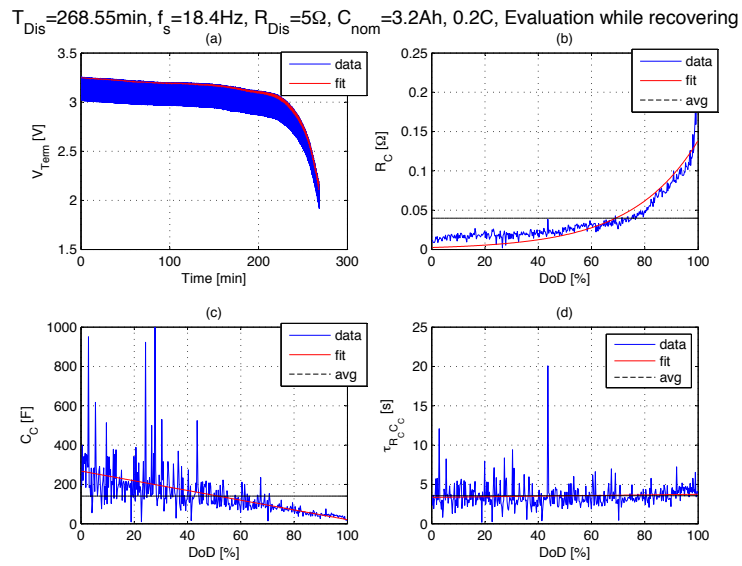 T_Dis=268.55min, f_s=18.4Hz, R_Dis=5Ω, C_nom=3.2Ah, 0.2C, Evaluation while recovering
(a)
3.5
3
2.5
2
1.5
V_Term [V]
0
100
200
300
Time [min]
data
fit
(b)
0.25
0.2
0.15
0.1
0.05
0
R_C [Ω]
0
20
40
60
80
100
DoD [%]
data
fit
avg
(c)
1000
800
600
400
200
0
C_C [F]
0
20
40
60
80
100
DoD [%]
data
fit
avg
(d)
25
20
15
10
5
0
τ_R_C C_C [s]
0
20
40
60
80
100
DoD [%]
data
fit
avg